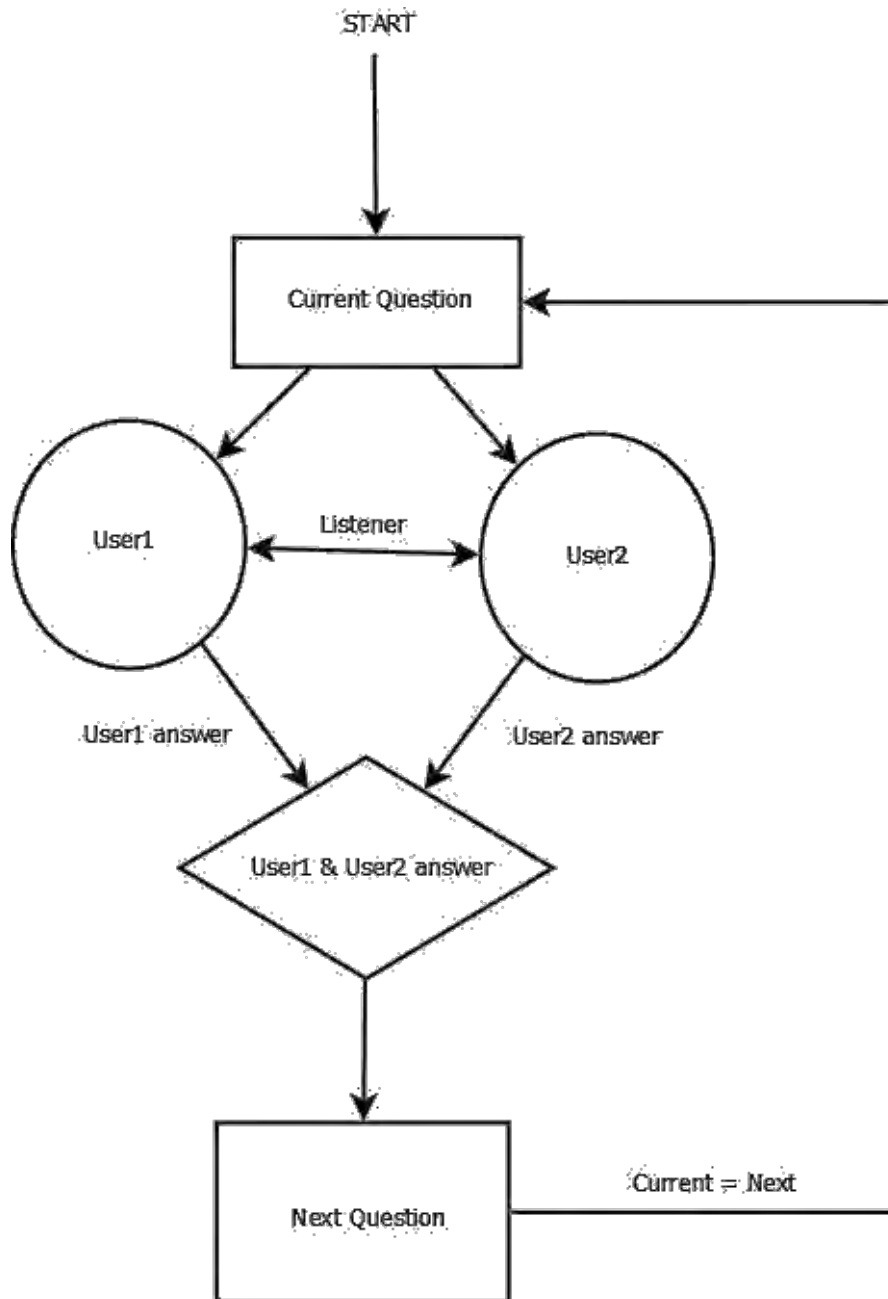 START
Current Question
Listener
User1
User2
User1 answer
User2 answer
User1 & User2 answer
Current = Next
Next Question